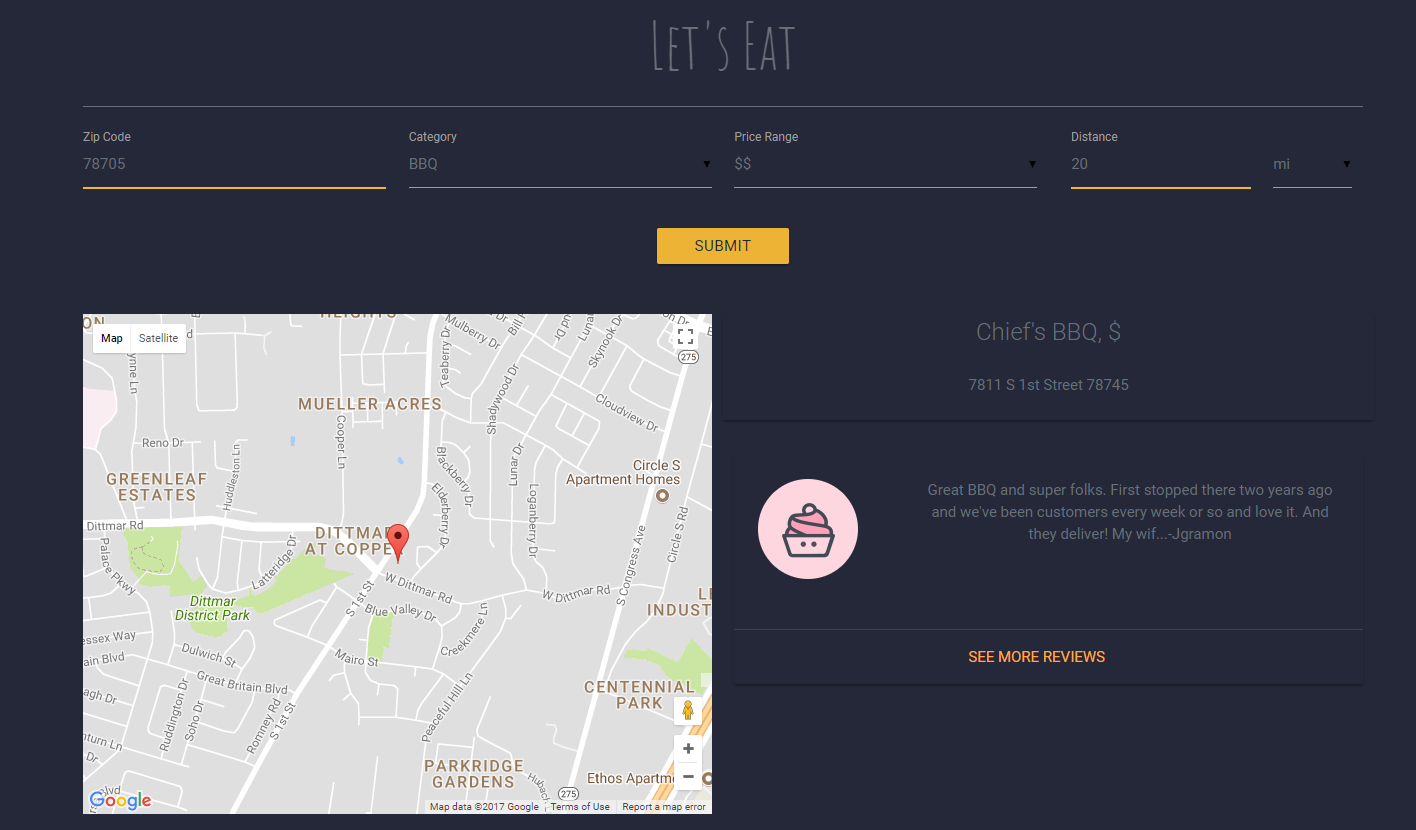 Let's Eat
Zip Code
Category
Price Range
Distance
78705
BBQ
$$
20
mi
SUBMIT
Map
Satellite
Mulberry Dr
Teaberry Dr
Skynook Dr
275
Shadywood Dr
Cloudview Dr
MUELLER ACRES
Cooper Ln
Reno Dr
Huddleston Ln
Lunar Dr
Blackberry Dr
Elderberry Dr
Loganberry Dr
Circle S
Apartment Homes
GREENLEAF
ESTATES
Dittmar Rd
DITTMAR
AT COPPE
Circle S Rd
S Congress Ave
Palace Pkwy
Latteridge Dr
S 1st St
W Dittmar Rd
W Dittmar Rd
Dittmar
District Park
Blue Valley Dr
INDUST
Creekmere Ln
essex Way
ain Blvd
Dulwich St
Mairo St
Great Britain Blvd
agh Dr
Ruddington Dr
Soho Dr
Romney Rd
S 1st St
Peaceful Hill Ln
CENTENNIAL
PARK
nturn Ln
Dr
PARKRIDGE
GARDENS
Ethos Apartm
275
Google
Map data ©2017 Google
Terms of Use
Report a map error
Chief's BBQ, $
7811 S 1st Street 78745
Great BBQ and super folks. First stopped there two years ago
and we've been customers every week or so and love it. And
they deliver! My wif...-Jgramon
SEE MORE REVIEWS